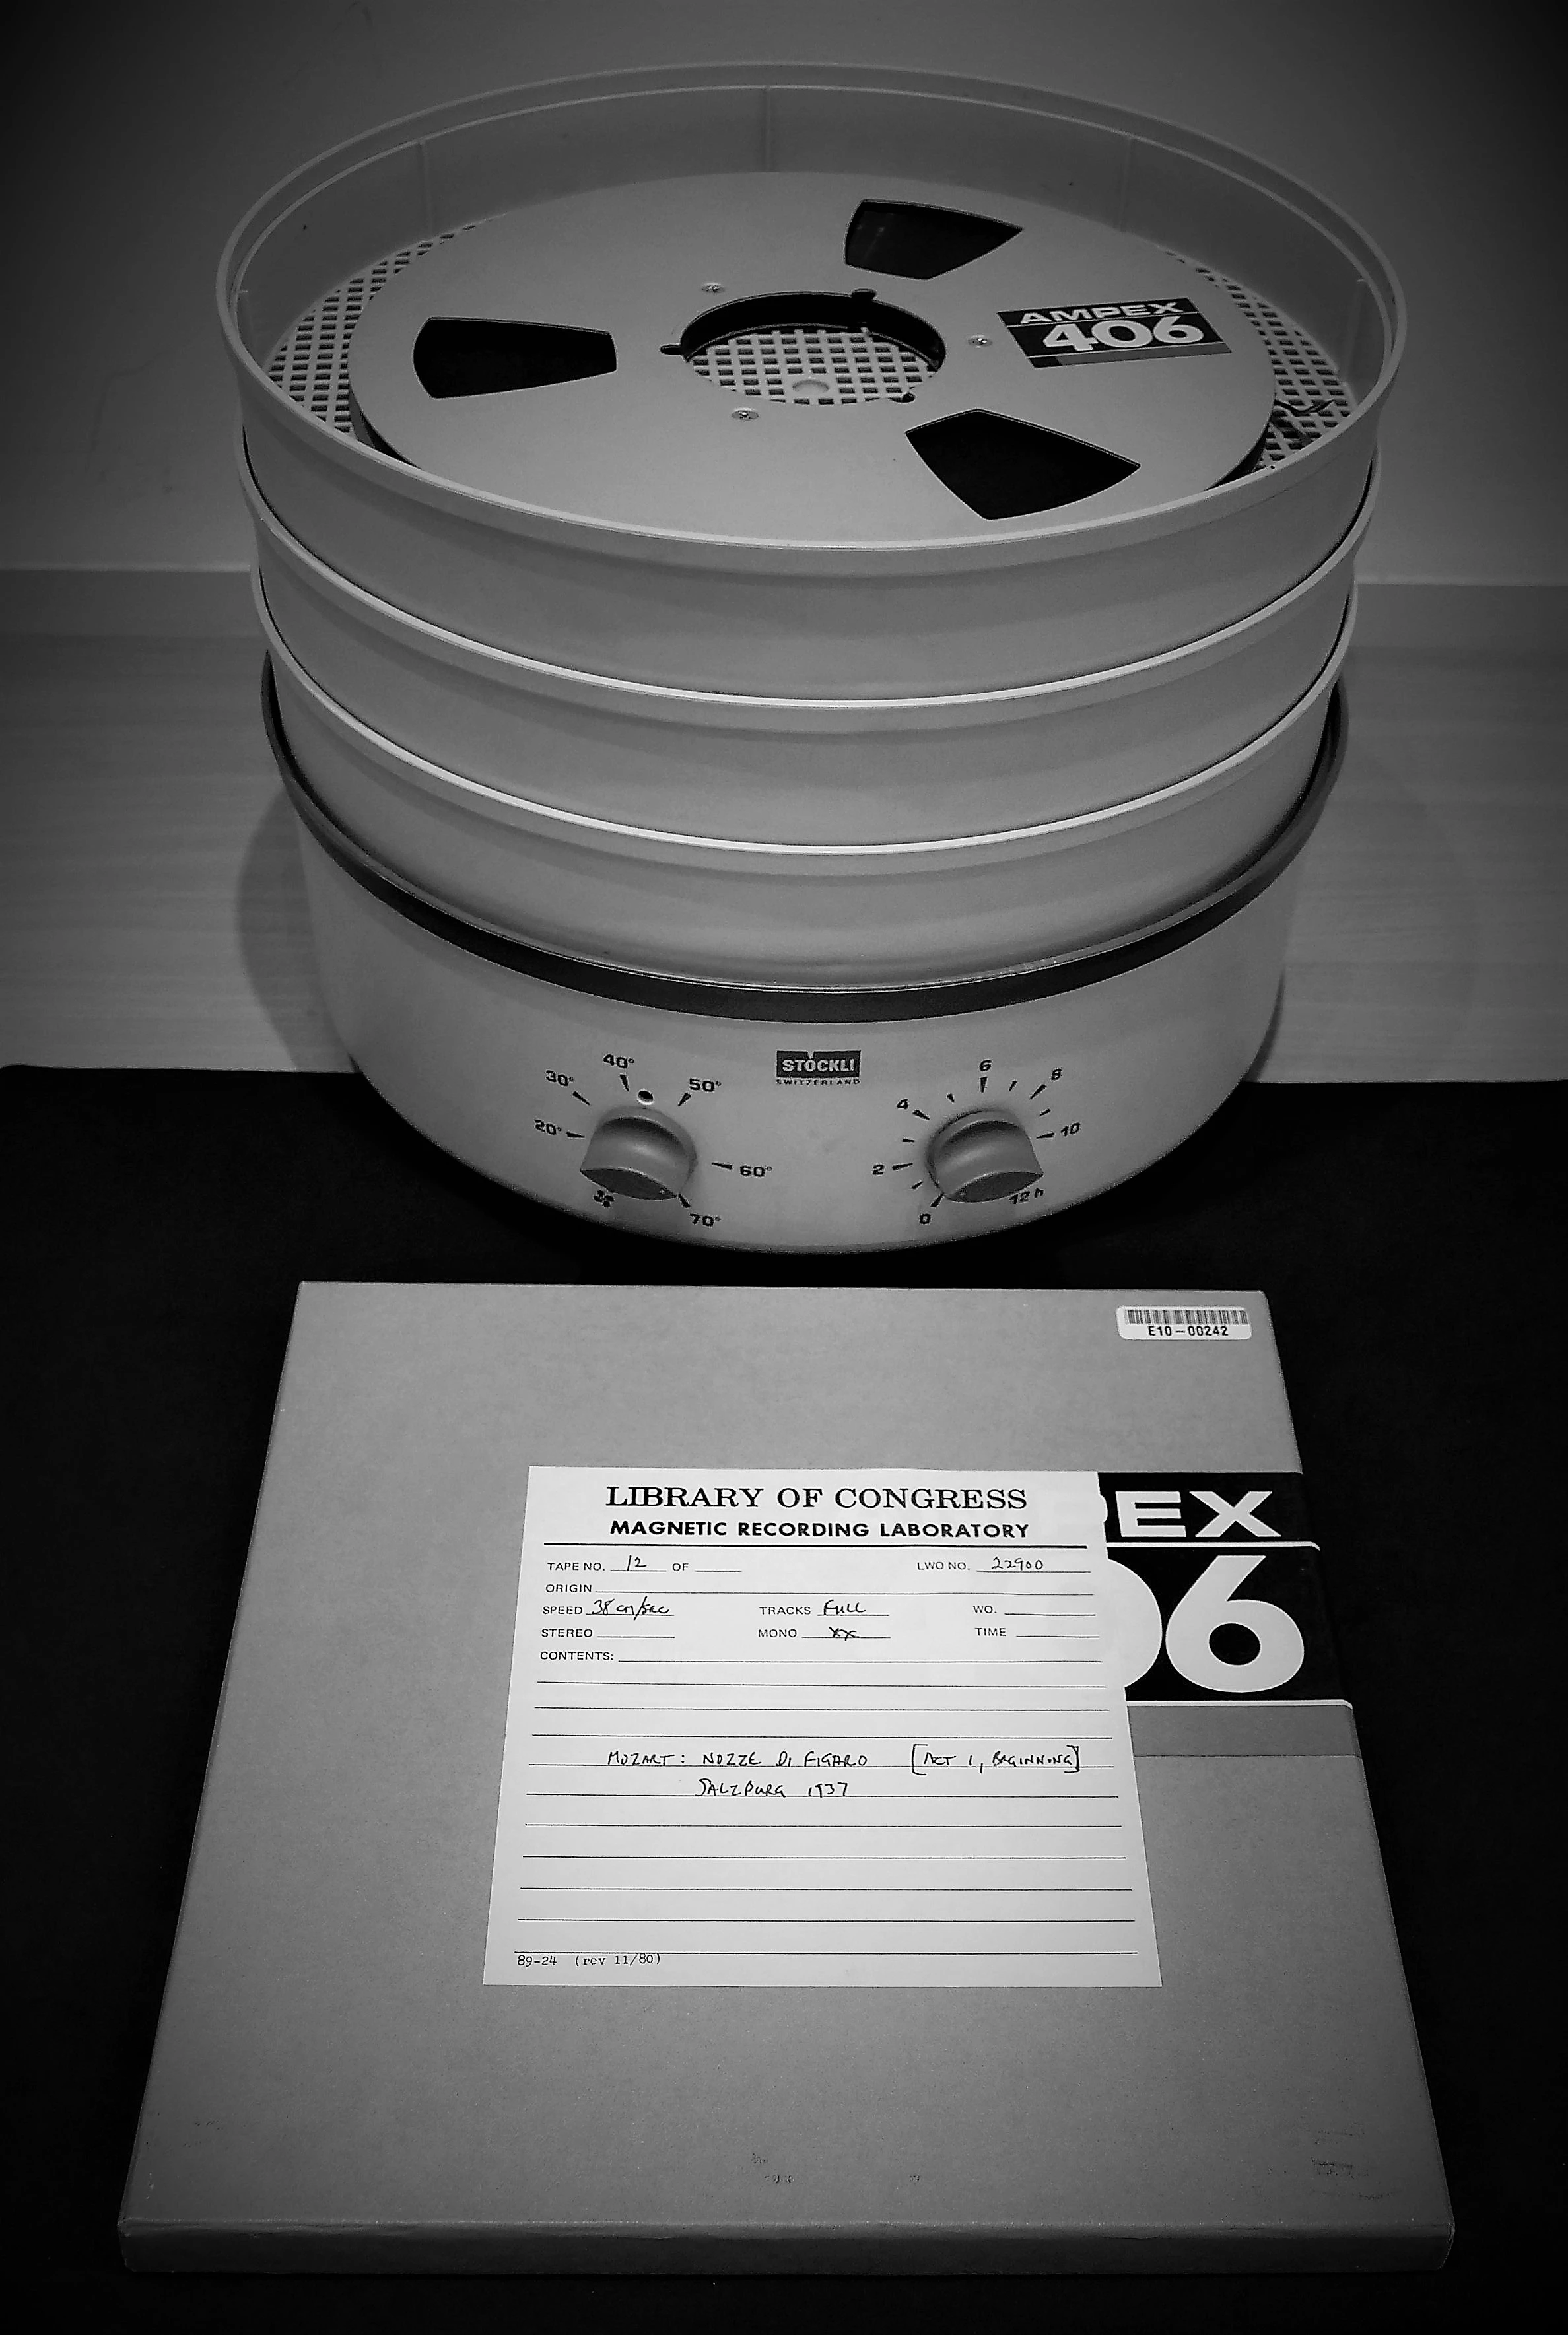 AMPEX
406
STÖCKLI
SWITZERLAND
20° 30° 40° 50° 60° 70°
0 2 4 6 8 10 12h
E10-00242
PEX
06
LIBRARY OF CONGRESS
MAGNETIC RECORDING LABORATORY
TAPE NO. 12 OF LWO NO. 22900
ORIGIN
SPEED 38 cm/sec TRACKS FULL WO.
STEREO MONO XX TIME
CONTENTS:
MOZART: NOZZE DI FIGARO [ACT 1, BEGINNING]
SALZBURG 1937
89-24 (rev 11/80)